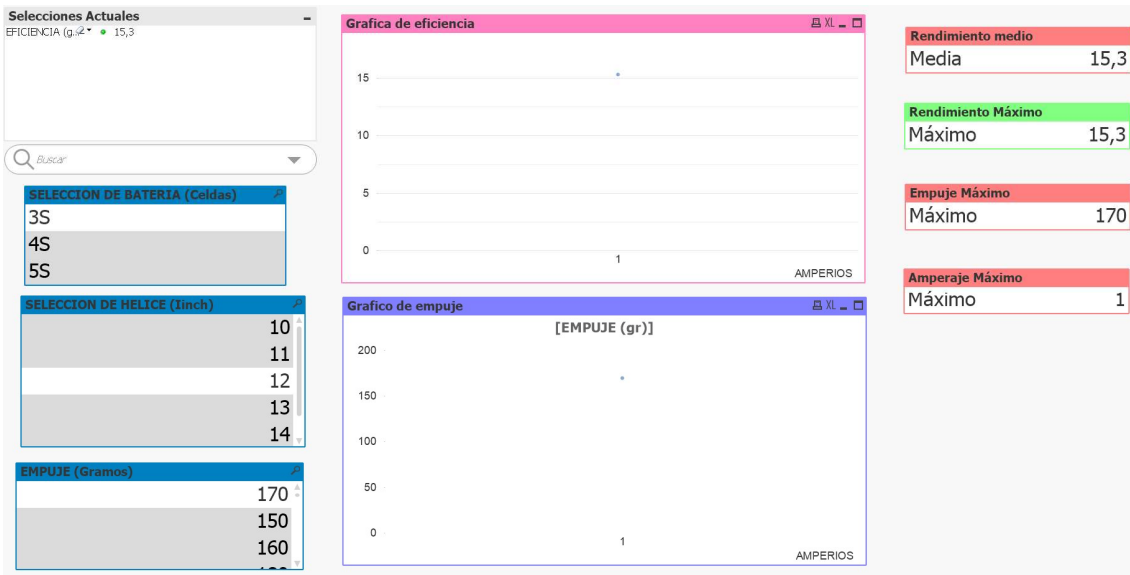 Selecciones Actuales
15,3
Buscar
SELECCION DE BATERIA (Celdas)
3S
4S
5S
SELECCION DE HELICE (Iinch)
10
11
12
13
14
EMPUJE (Gramos)
170
150
160
Grafica de eficiencia
XL
15
10
5
0
1
AMPERIOS
Grafico de empuje
XL
[EMPUJE (gr)]
200
150
100
50
0
1
AMPERIOS
Rendimiento medio
Media 15,3
Rendimiento Máximo
Máximo 15,3
Empuje Máximo
Máximo 170
Amperaje Máximo
Máximo 1